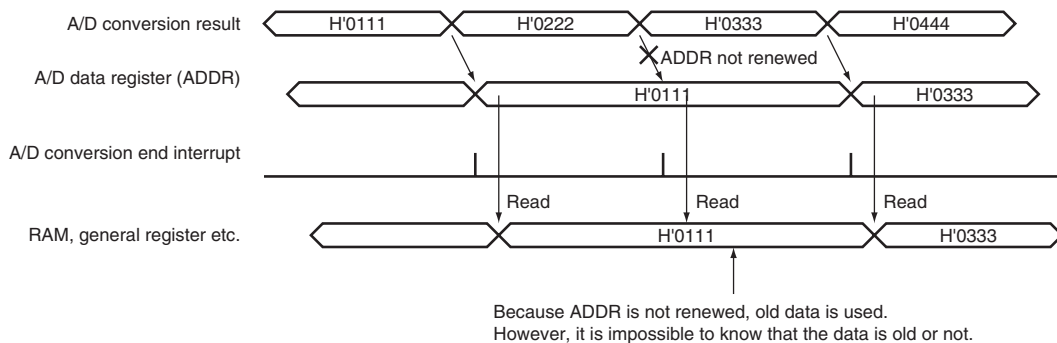 A/D conversion result
H'0111
H'0222
H'0333
H'0444
ADDR not renewed
A/D data register (ADDR)
H'0111
H'0333
A/D conversion end interrupt
Read
Read
Read
RAM, general register etc.
H'0111
H'0333
Because ADDR is not renewed, old data is used.
However, it is impossible to know that the data is old or not.